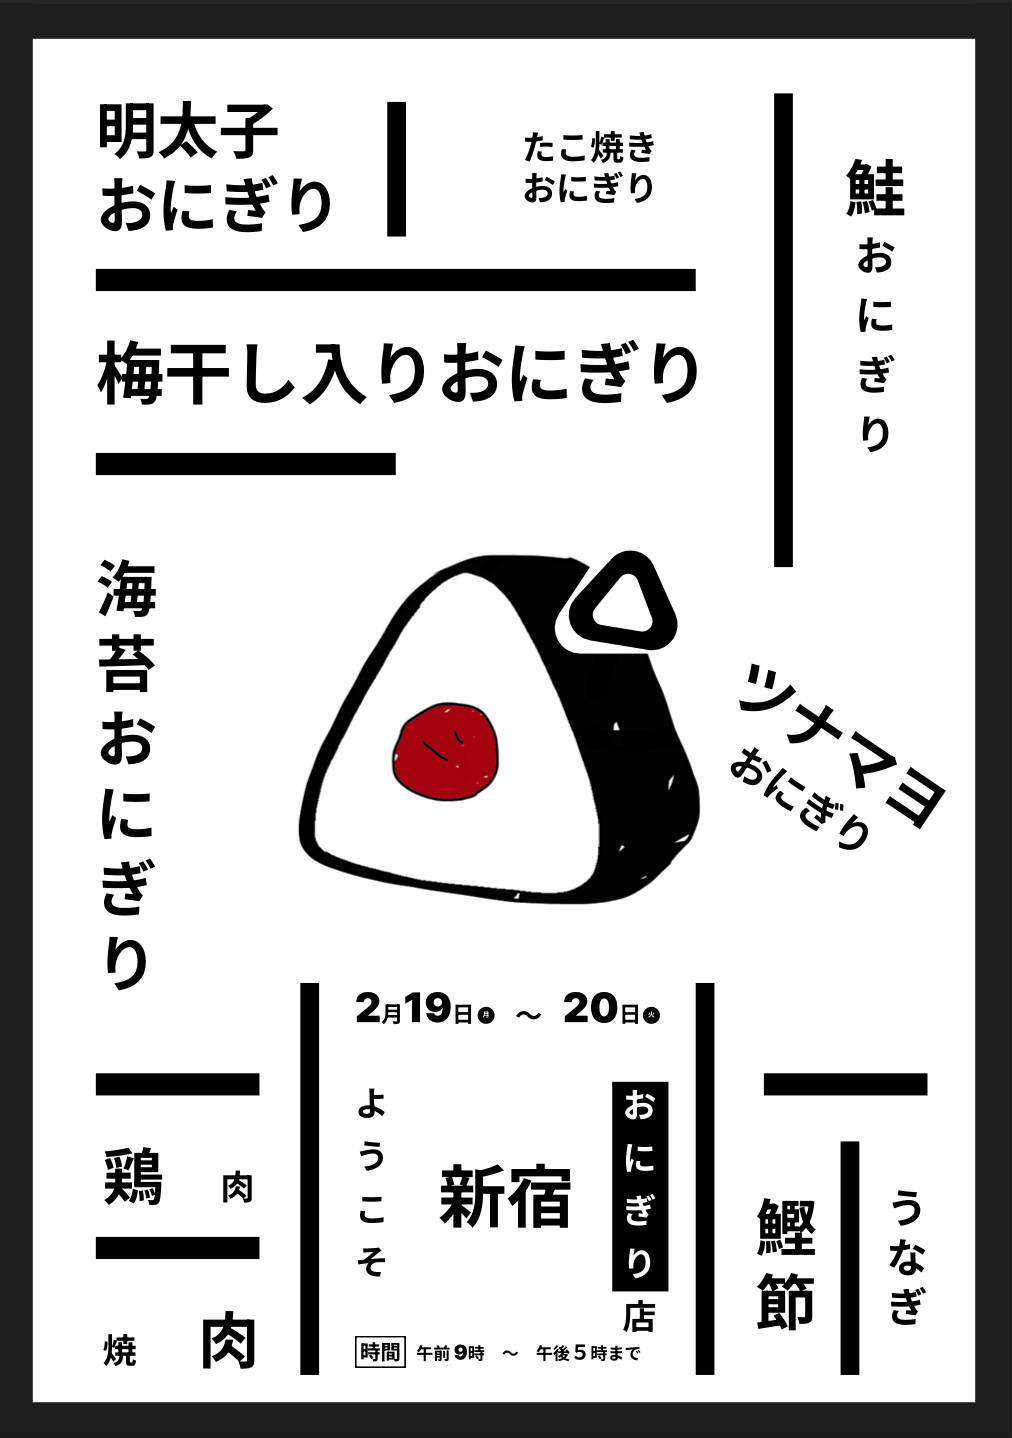 明太子
おにぎり
たこ焼き
おにぎり
鮭おにぎり
梅干し入りおにぎり
海苔おにぎり
ツナマヨ
おにぎり
2月19日㊊ ～ 20日㊋
ようこそ
新宿
おにぎり店
時間 午前9時 ～ 午後５時まで
鶏 肉
焼 肉
鰹節
うなぎ